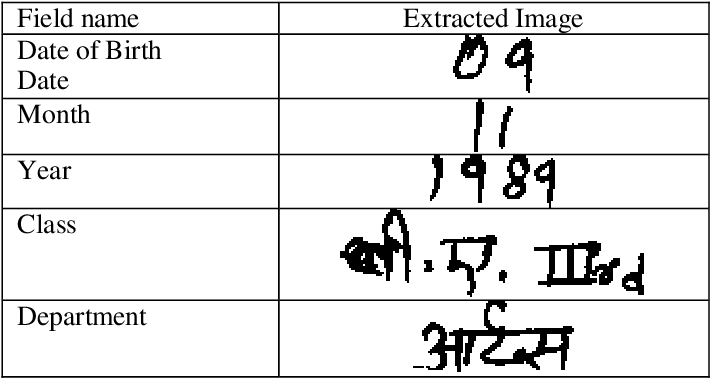 Field name Extracted Image
Date of Birth
Date 09
Month 11
Year 1989
Class बी.ए. IIIrd
Department आर्ट्स